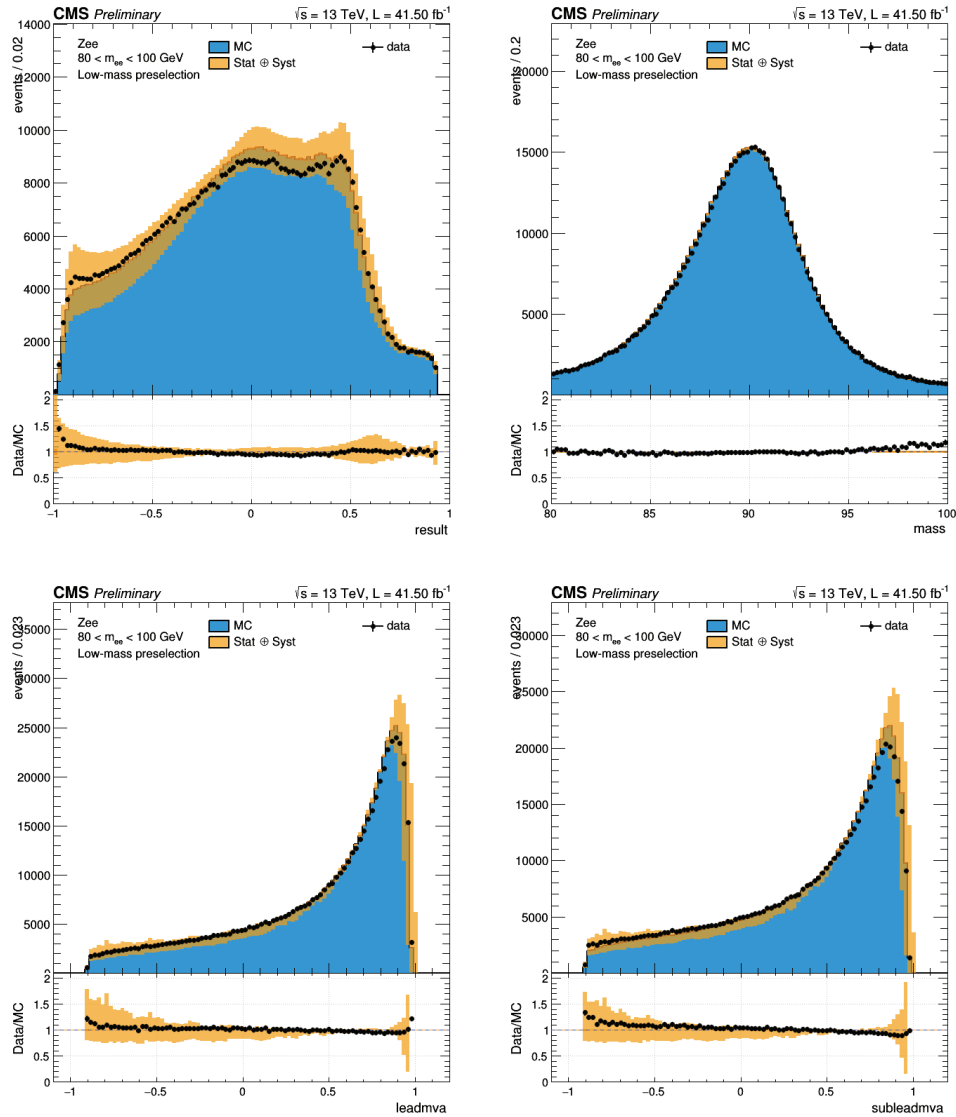 CMS Preliminary √s = 13 TeV, L = 41.50 fb⁻¹
events / 0.02
Zee
80 < mₑₑ < 100 GeV
Low-mass preselection
MC
Stat ⊕ Syst
data
14000
12000
10000
8000
6000
4000
2000
2
1.5
1
0.5
0
Data/MC
−1 −0.5 0 0.5 1
result
CMS Preliminary √s = 13 TeV, L = 41.50 fb⁻¹
events / 0.2
Zee
80 < mₑₑ < 100 GeV
Low-mass preselection
MC
Stat ⊕ Syst
data
20000
15000
10000
5000
2
1.5
1
0.5
0
Data/MC
80 85 90 95 100
mass
CMS Preliminary √s = 13 TeV, L = 41.50 fb⁻¹
events / 0.023
Zee
80 < mₑₑ < 100 GeV
Low-mass preselection
MC
Stat ⊕ Syst
data
35000
30000
25000
20000
15000
10000
5000
2
1.5
1
0.5
0
Data/MC
−1 −0.5 0 0.5 1
leadmva
CMS Preliminary √s = 13 TeV, L = 41.50 fb⁻¹
events / 0.023
Zee
80 < mₑₑ < 100 GeV
Low-mass preselection
MC
Stat ⊕ Syst
data
30000
25000
20000
15000
10000
5000
2
1.5
1
0.5
0
Data/MC
−1 −0.5 0 0.5 1
subleadmva